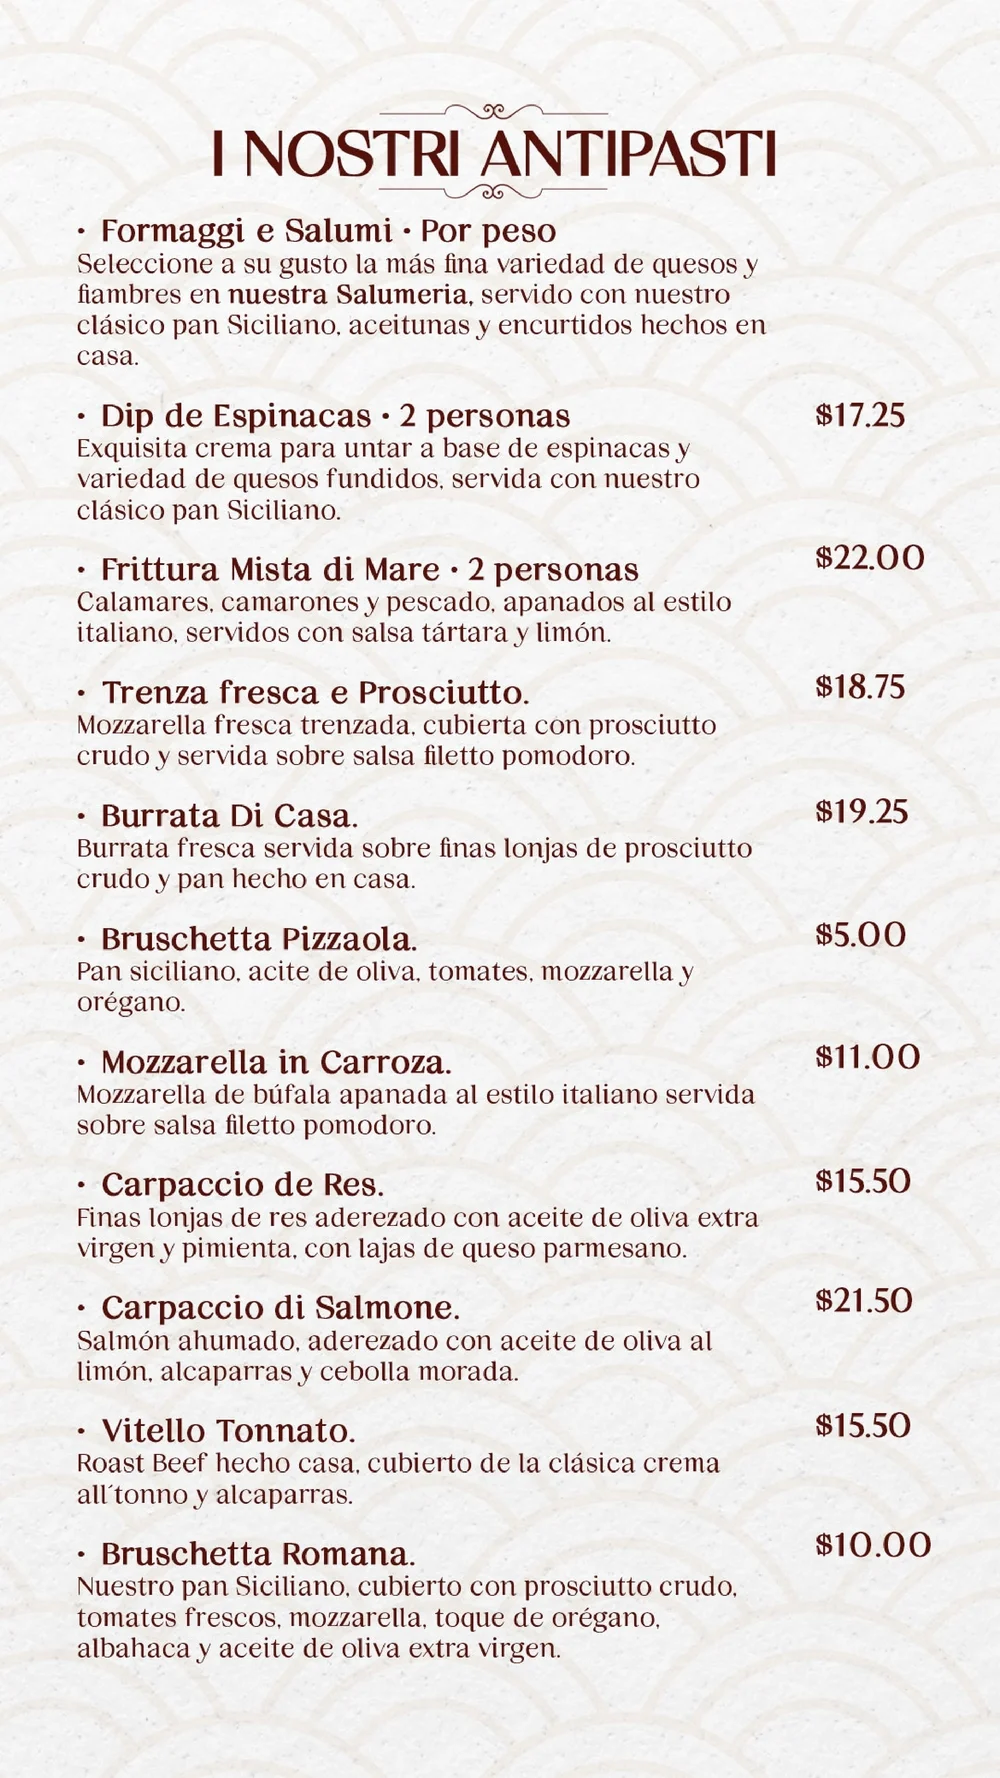 I NOSTRI ANTIPASTI
· Formaggi e Salumi · Por peso
Seleccione a su gusto la más fina variedad de quesos y
fiambres en nuestra Salumeria, servido con nuestro
clásico pan Siciliano, aceitunas y encurtidos hechos en
casa.
· Dip de Espinacas · 2 personas $17.25
Exquisita crema para untar a base de espinacas y
variedad de quesos fundidos, servida con nuestro
clásico pan Siciliano.
· Frittura Mista di Mare · 2 personas $22.00
Calamares, camarones y pescado, apanados al estilo
italiano, servidos con salsa tártara y limón.
· Trenza fresca e Prosciutto. $18.75
Mozzarella fresca trenzada, cubierta con prosciutto
crudo y servida sobre salsa filetto pomodoro.
· Burrata Di Casa. $19.25
Burrata fresca servida sobre finas lonjas de prosciutto
crudo y pan hecho en casa.
· Bruschetta Pizzaola. $5.00
Pan siciliano, acite de oliva, tomates, mozzarella y
orégano.
· Mozzarella in Carroza. $11.00
Mozzarella de búfala apanada al estilo italiano servida
sobre salsa filetto pomodoro.
· Carpaccio de Res. $15.50
Finas lonjas de res aderezado con aceite de oliva extra
virgen y pimienta, con lajas de queso parmesano.
· Carpaccio di Salmone. $21.50
Salmón ahumado, aderezado con aceite de oliva al
limón, alcaparras y cebolla morada.
· Vitello Tonnato. $15.50
Roast Beef hecho casa, cubierto de la clásica crema
all´tonno y alcaparras.
· Bruschetta Romana. $10.00
Nuestro pan Siciliano, cubierto con prosciutto crudo,
tomates frescos, mozzarella, toque de orégano,
albahaca y aceite de oliva extra virgen.